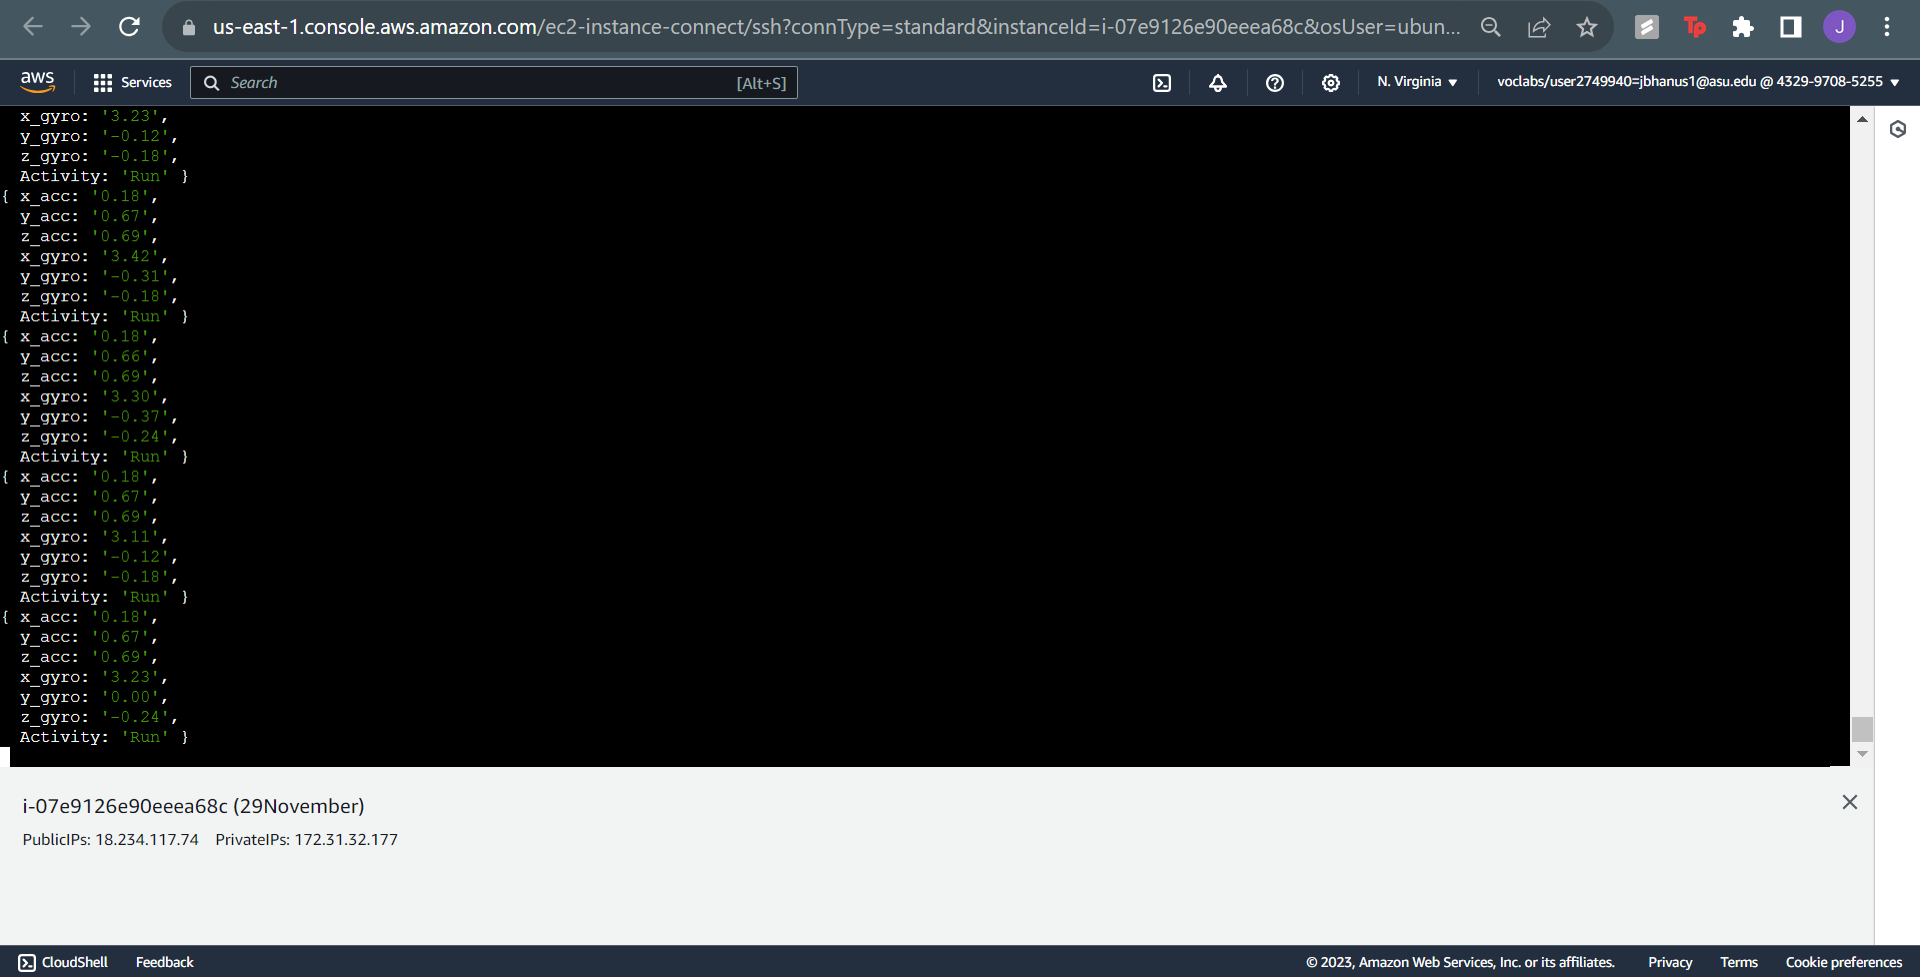 us-east-1.console.aws.amazon.com/ec2-instance-connect/ssh?connType=standard&instanceId=i-07e9126e90eeea68c&osUser=ubun...
Tp
J
aws
Services
Search
[Alt+S]
N. Virginia
voclabs/user2749940=jbhanus1@asu.edu @ 4329-9708-5255
x_gyro: '3.23',
y_gyro: '-0.12',
z_gyro: '-0.18',
Activity: 'Run' }
{ x_acc: '0.18',
y_acc: '0.67',
z_acc: '0.69',
x_gyro: '3.42',
y_gyro: '-0.31',
z_gyro: '-0.18',
Activity: 'Run' }
{ x_acc: '0.18',
y_acc: '0.66',
z_acc: '0.69',
x_gyro: '3.30',
y_gyro: '-0.37',
z_gyro: '-0.24',
Activity: 'Run' }
{ x_acc: '0.18',
y_acc: '0.67',
z_acc: '0.69',
x_gyro: '3.11',
y_gyro: '-0.12',
z_gyro: '-0.18',
Activity: 'Run' }
{ x_acc: '0.18',
y_acc: '0.67',
z_acc: '0.69',
x_gyro: '3.23',
y_gyro: '0.00',
z_gyro: '-0.24',
Activity: 'Run' }
i-07e9126e90eeea68c (29November)
PublicIPs: 18.234.117.74 PrivateIPs: 172.31.32.177
CloudShell
Feedback
© 2023, Amazon Web Services, Inc. or its affiliates.
Privacy
Terms
Cookie preferences